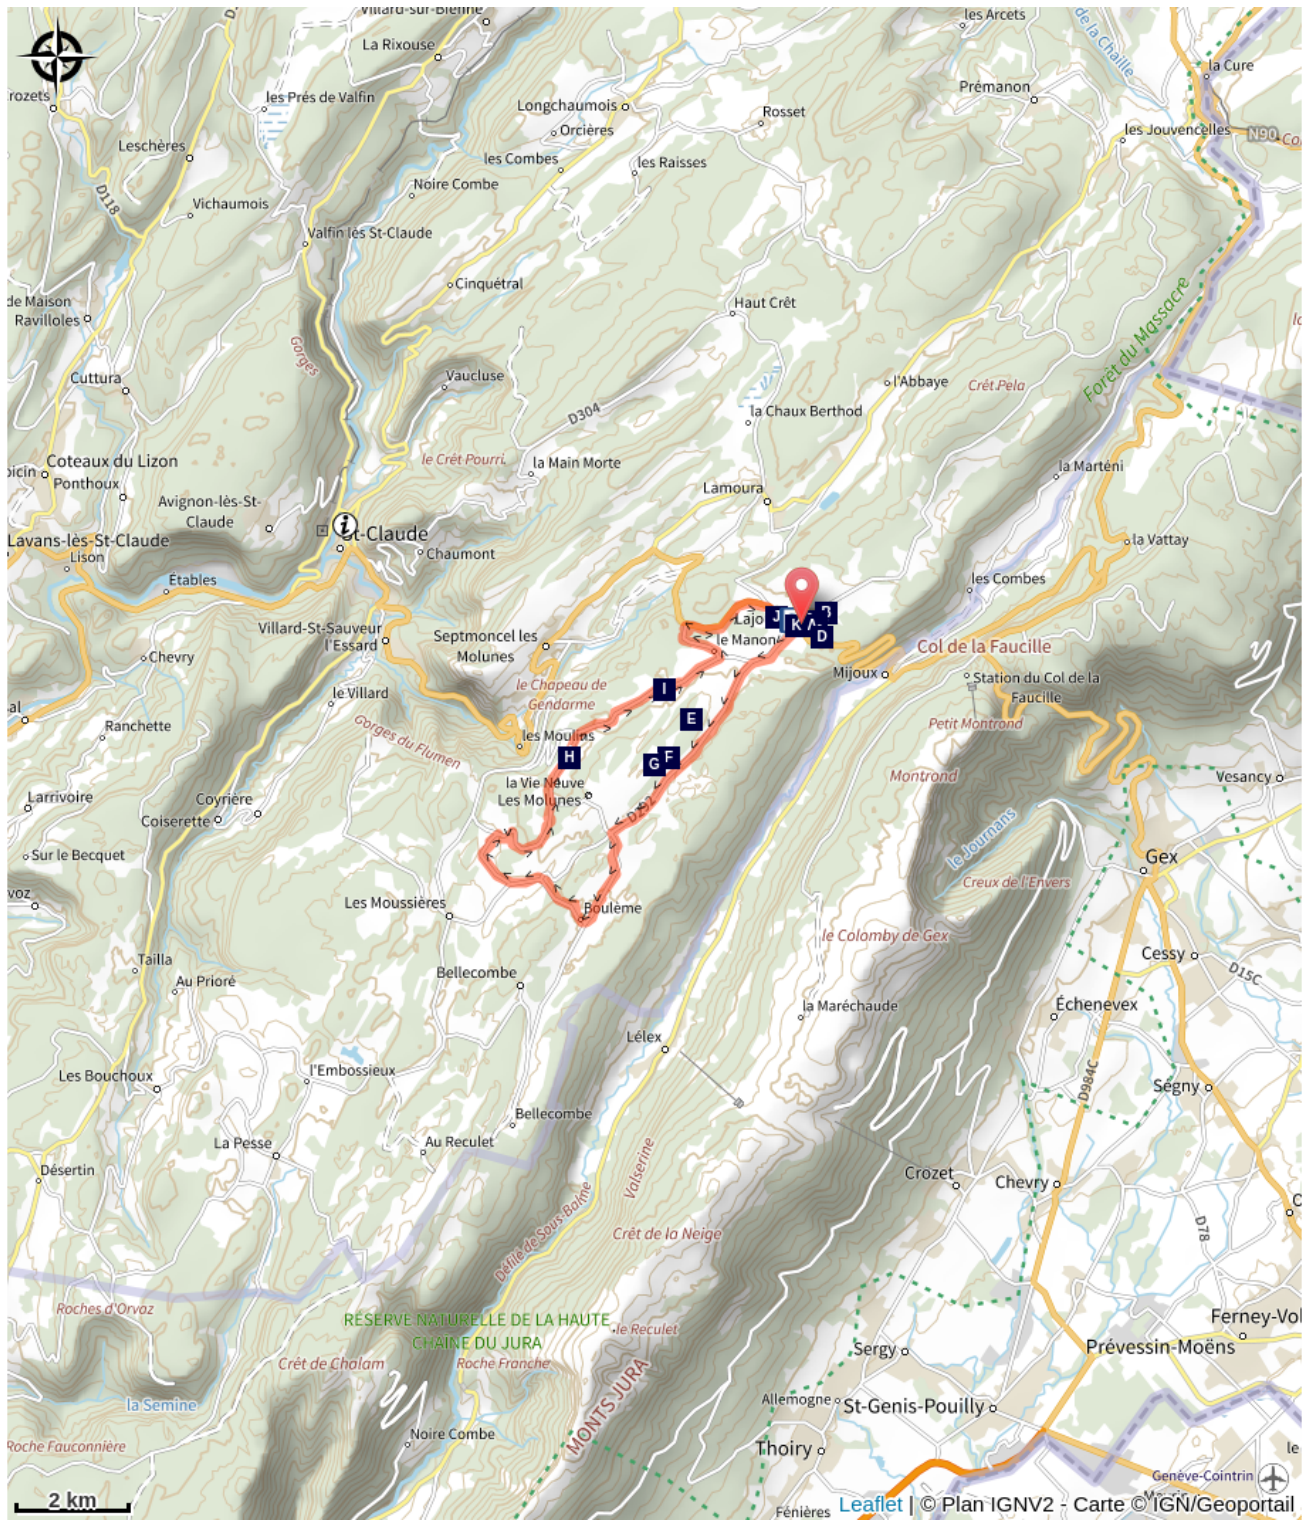 Villard-sur-Bienne
les Arcets
La Rixouse
de la Chaille
la Cure
Prémanon
les Prés de Valfin
Longchaumois
Rosset
Orcières
les Jouvencelles
N90
Leschères
les Combes
les Raisses
D118
Noire Combe
Vichaumois
Valfin lès St-Claude
Cinquétral
de Maison
Ravilloles
Haut Crêt
Forêt du Massacre
Gorges
Cuttura
Vaucluse
l'Abbaye
Crêt Pela
D304
la Chaux Berthod
Coteaux du Lizon
le Crêt Pourri
la Main Morte
la Marténi
Ponthoux
Lamoura
Avignon-lès-St-
Claude
St-Claude
Lavans-lès-St-Claude
Chaumont
la Vattay
Lison
Étables
les Combes
J
K
A
B
D
Lajo
Villard-St-Sauveur
l'Essard
Septmoncel les
Molunes
le Manon
Col de la Faucille
Chevry
Mijoux
Station du Col de la
Faucille
le Villard
le Chapeau de
Gendarme
I
E
Petit Montrond
Ranchette
Gorges du Flumen
les Moulins
H
G
F
Montrond
Vesancy
la Vie Neuve
Les Molunes
Larrivoire
Coyrière
Coiserette
D292
le Journans
Sur le Becquet
Gex
Creux de l'Envers
Les Moussières
Boulème
le Colomby de Gex
Tailla
Cessy
D15C
Au Prioré
Bellecombe
la Maréchaude
Échenevex
Lélex
l'Embossieux
Les Bouchoux
D984C
Ségny
Bellecombe
La Pesse
Au Reculet
Valserine
Désertin
Crozet
Chevry
Défilé de Sous-Balme
Crêt de la Neige
D78
Roches d'Orvaz
RÉSERVE NATURELLE DE LA HAUTE
CHAÎNE DU JURA
le Reculet
Ferney-Vol
Crêt de Chalam
Roche Franche
Sergy
Prévessin-Moëns
MONTS JURA
la Semine
Allemogne
St-Genis-Pouilly
Noire Combe
Roche Fauconnière
Thoiry
le
Genève-Cointrin
2 km
Fénières
Leaflet | © Plan IGNV2 - Carte © IGN/Geoportail